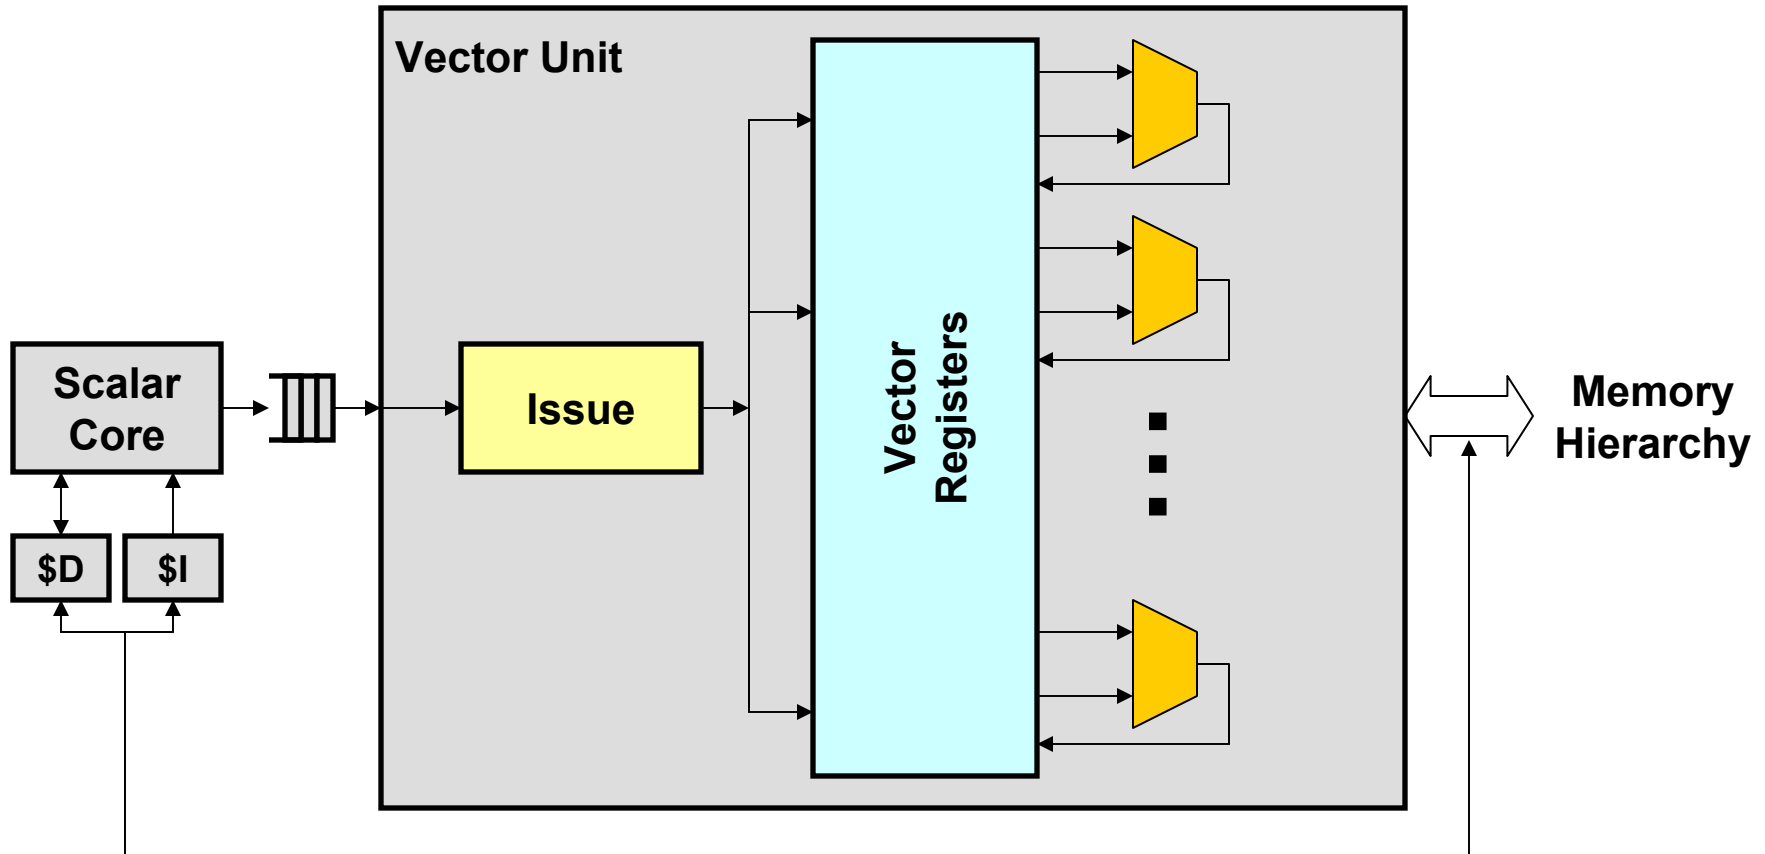 Vector Unit
Scalar
Core
Issue
Vector
Registers
Memory
Hierarchy
$D
$I